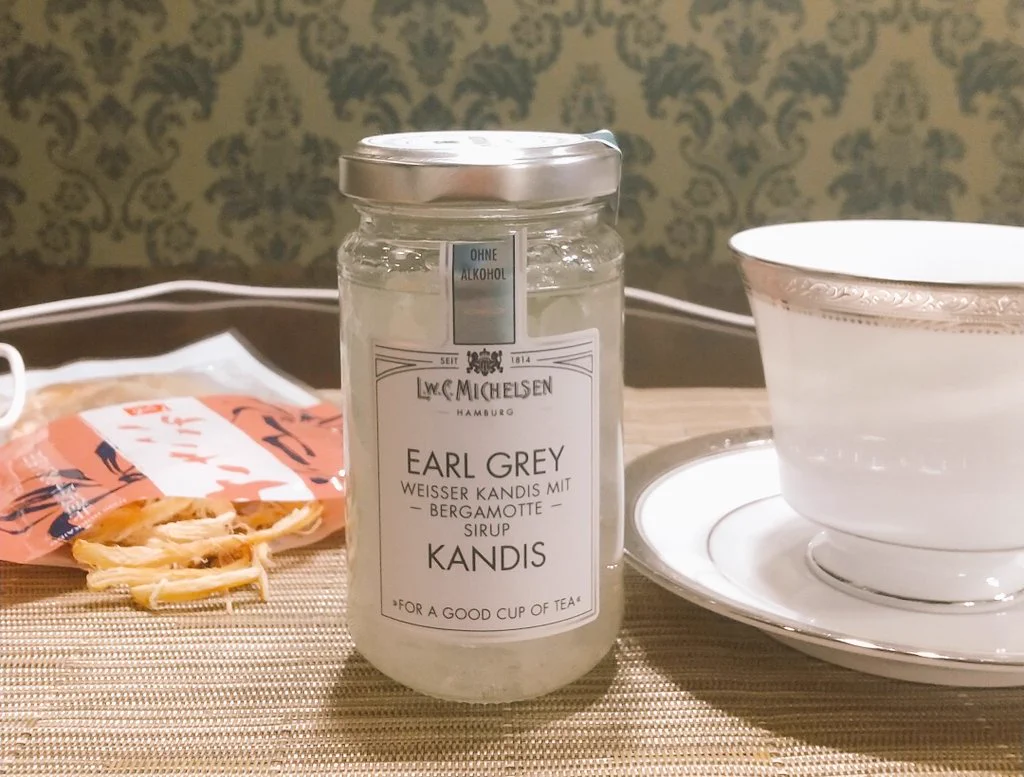 OHNE
ALKOHOL
SEIT 1814
L.W.C. MICHELSEN
HAMBURG
EARL GREY
WEISSER KANDIS MIT
– BERGAMOTTE –
SIRUP
KANDIS
»FOR A GOOD CUP OF TEA«